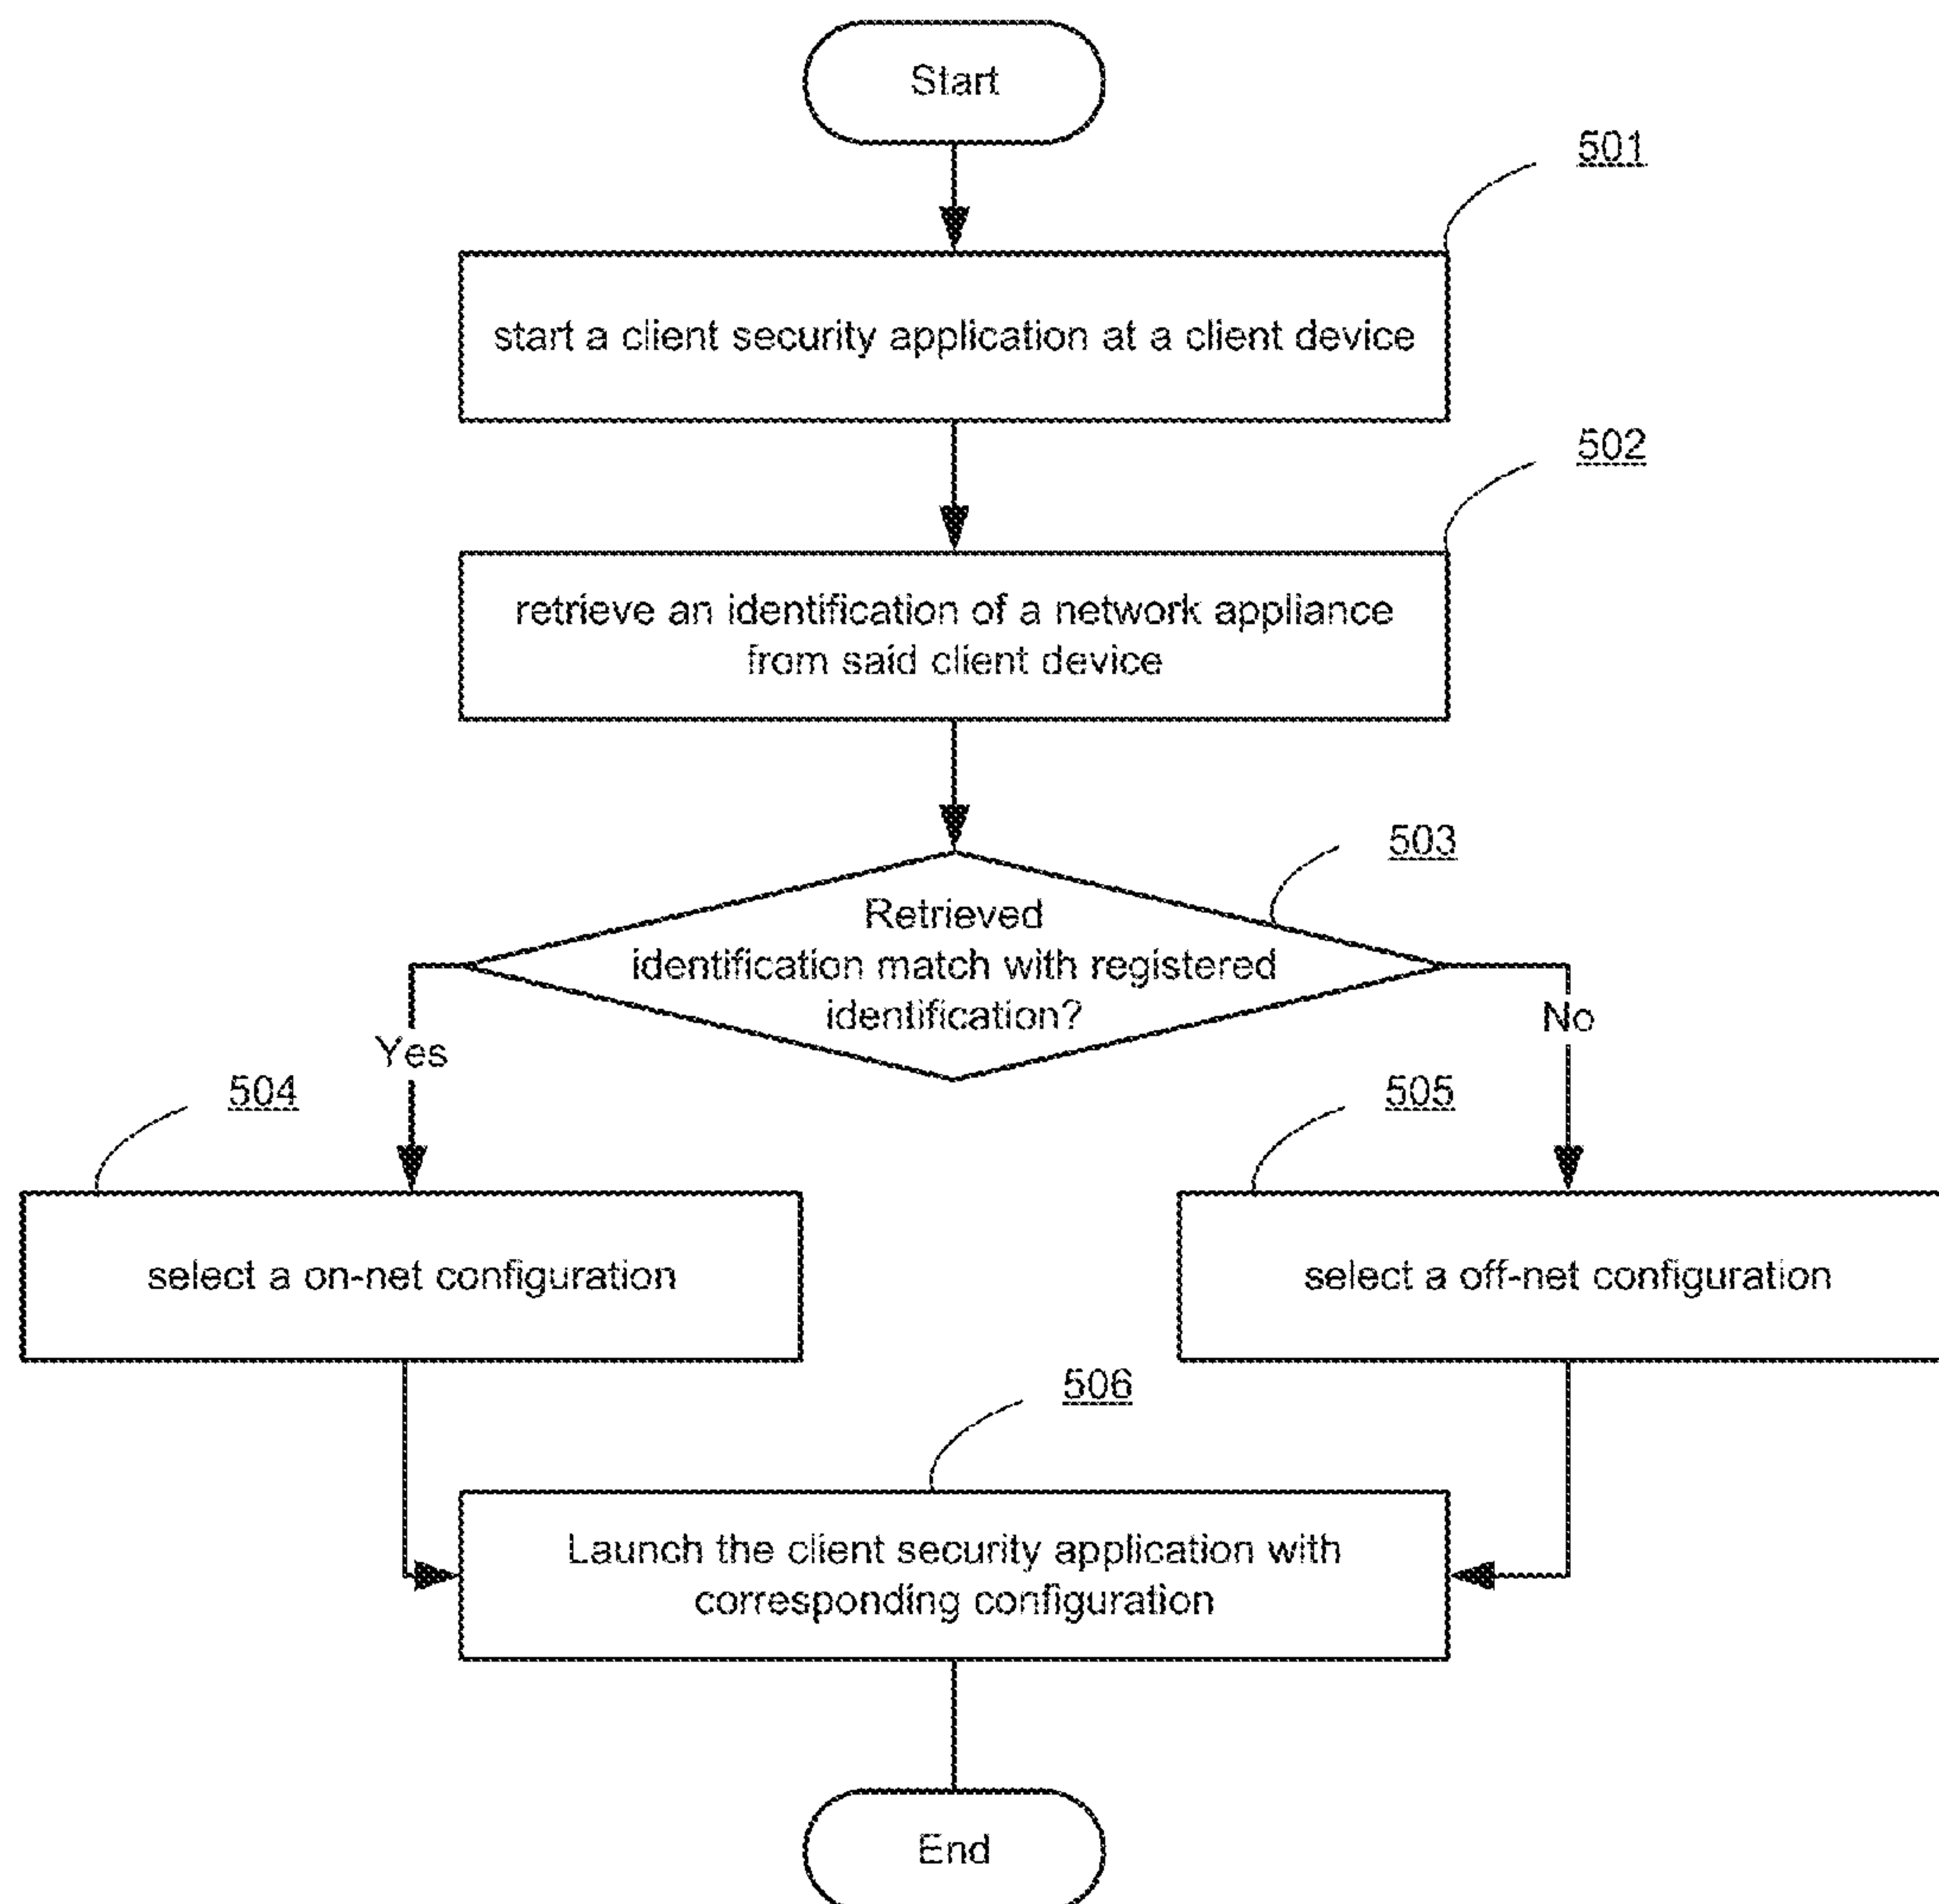 Start
501
start a client security application at a client device
502
retrieve an identification of a network appliance
from said client device
503
Retrieved
identification match with registered
identification?
Yes
No
504
505
select a on-net configuration
select a off-net configuration
506
Launch the client security application with
corresponding configuration
End